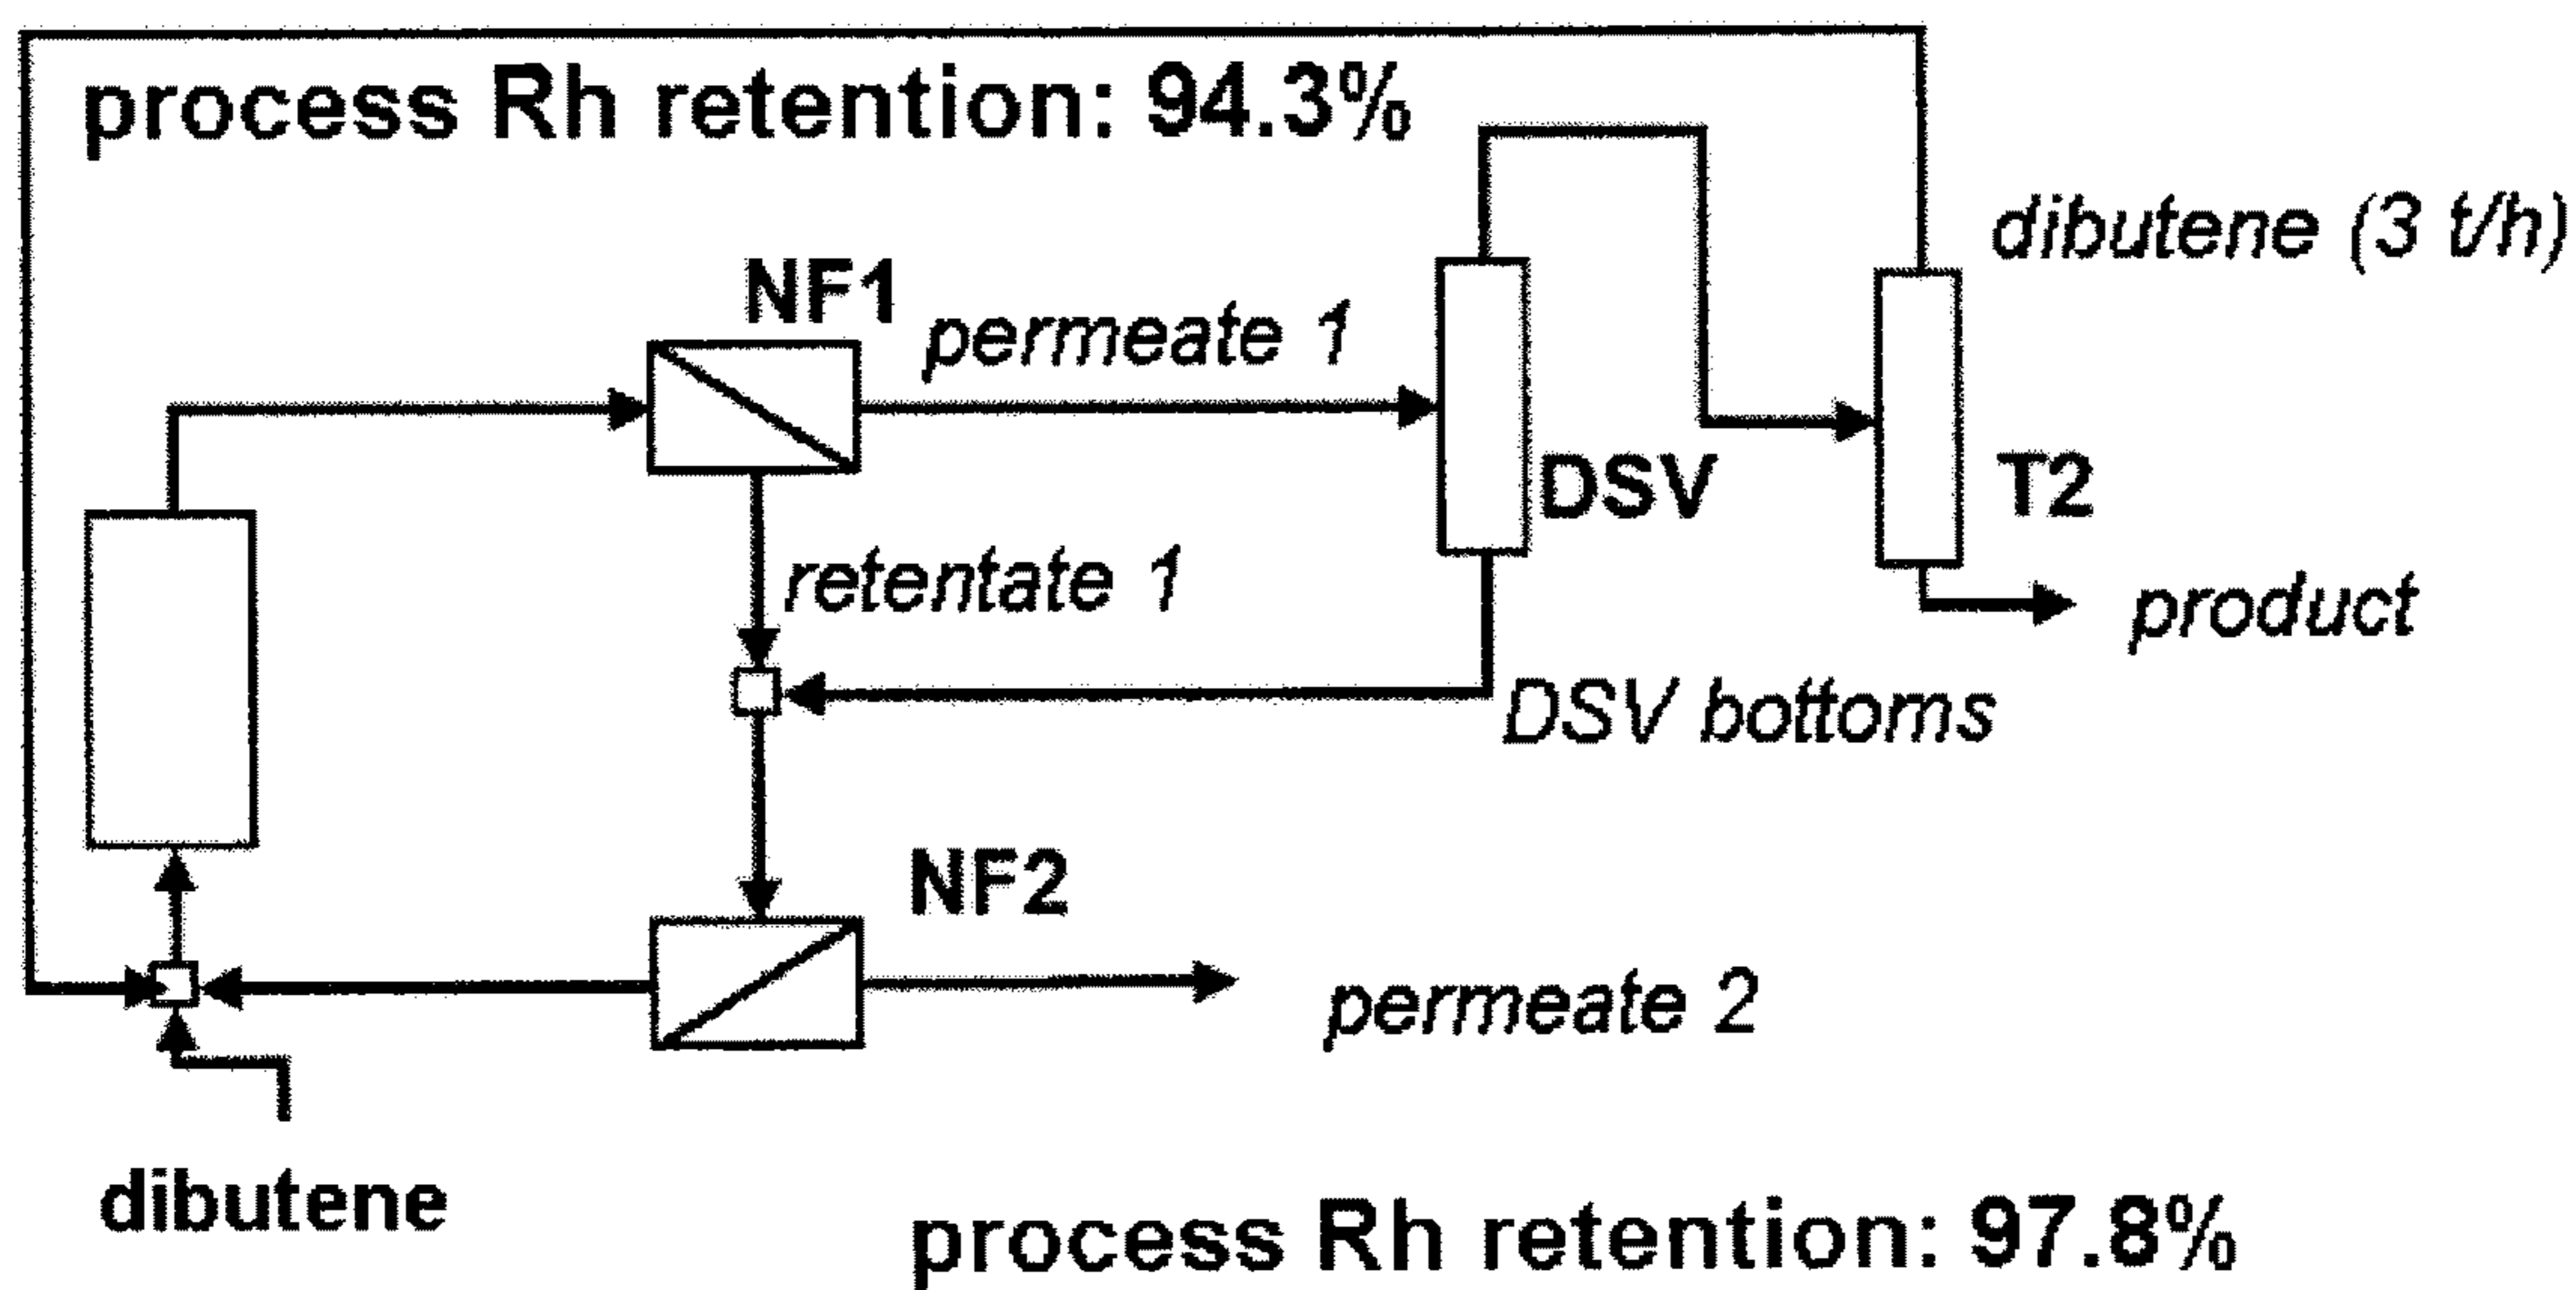 process Rh retention: 94.3%
dibutene (3 t/h)
NF1
permeate 1
DSV
T2
retentate 1
product
DSV bottoms
NF2
permeate 2
dibutene
process Rh retention: 97.8%